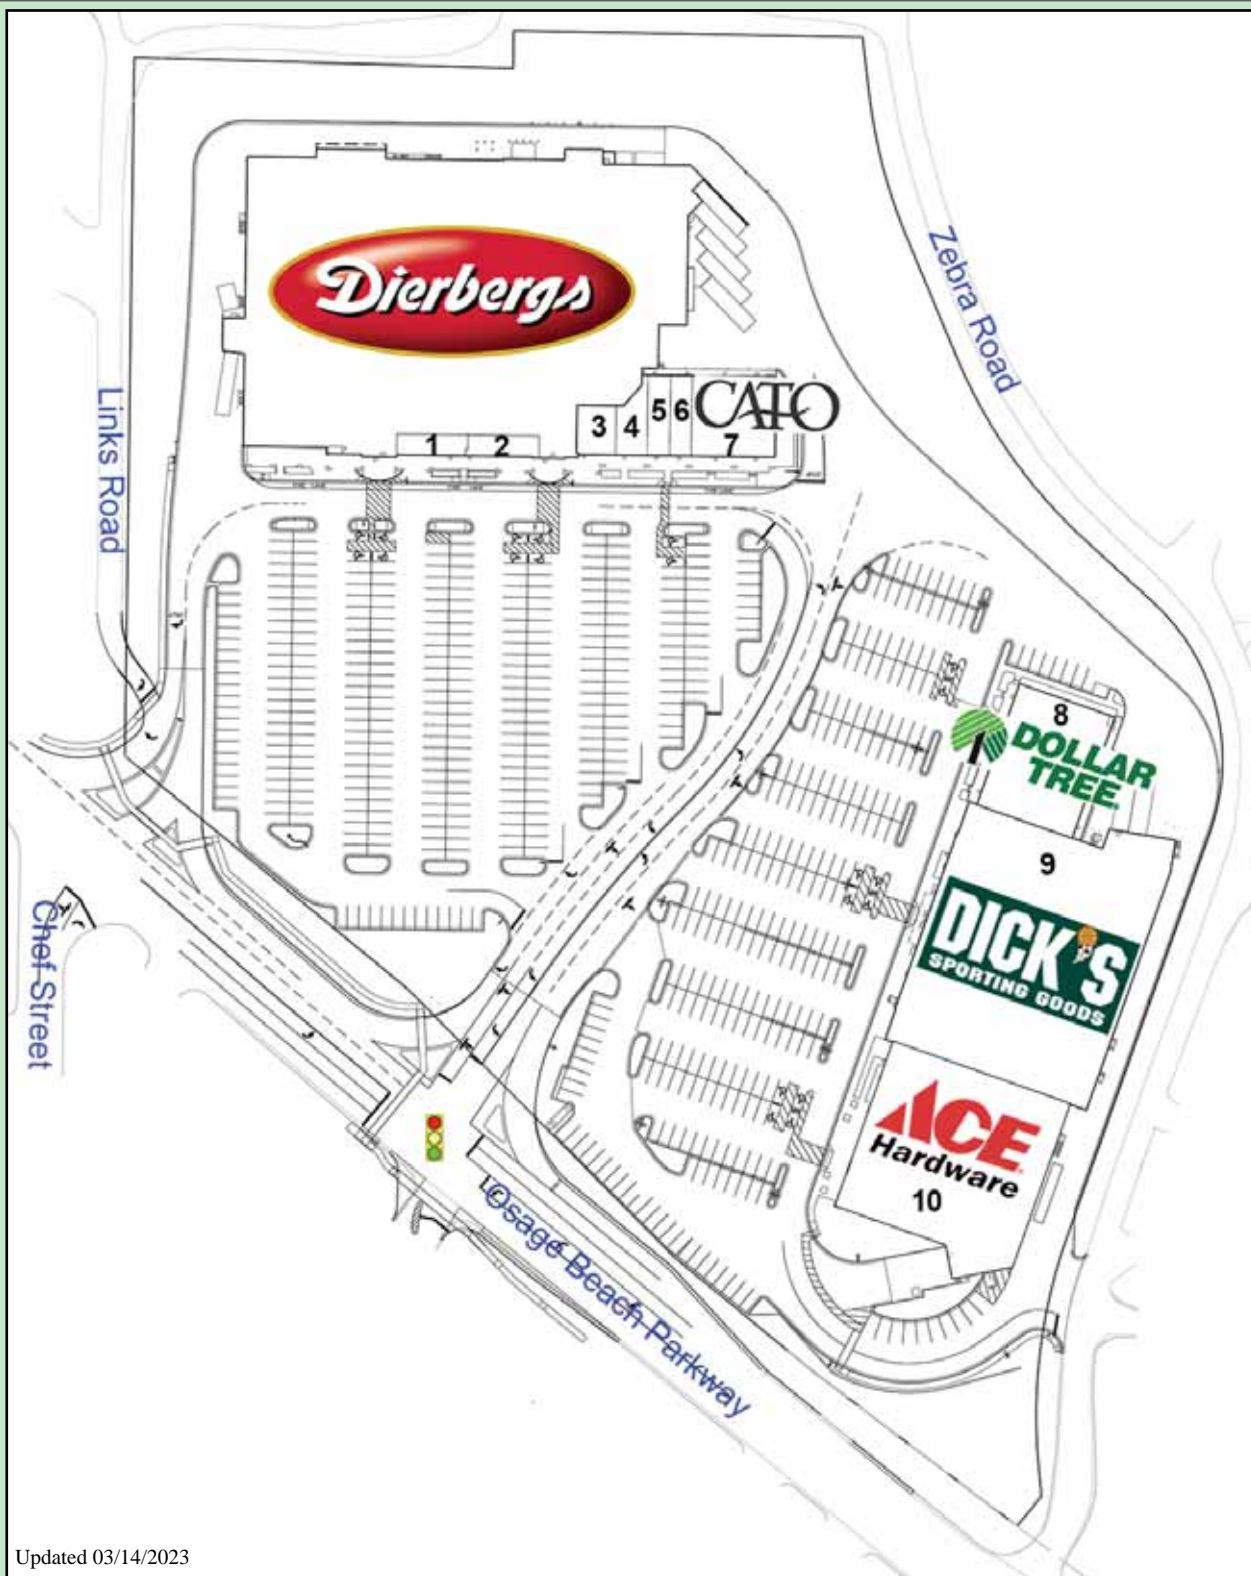 Zebra Road
Dierbergs
Links Road
CATO
1
2
3
4
5
6
7
8
DOLLAR
TREE
9
DICK'S
SPORTING GOODS
Chef Street
ACE
Hardware
10
Osage Beach Parkway
Updated 03/14/2023